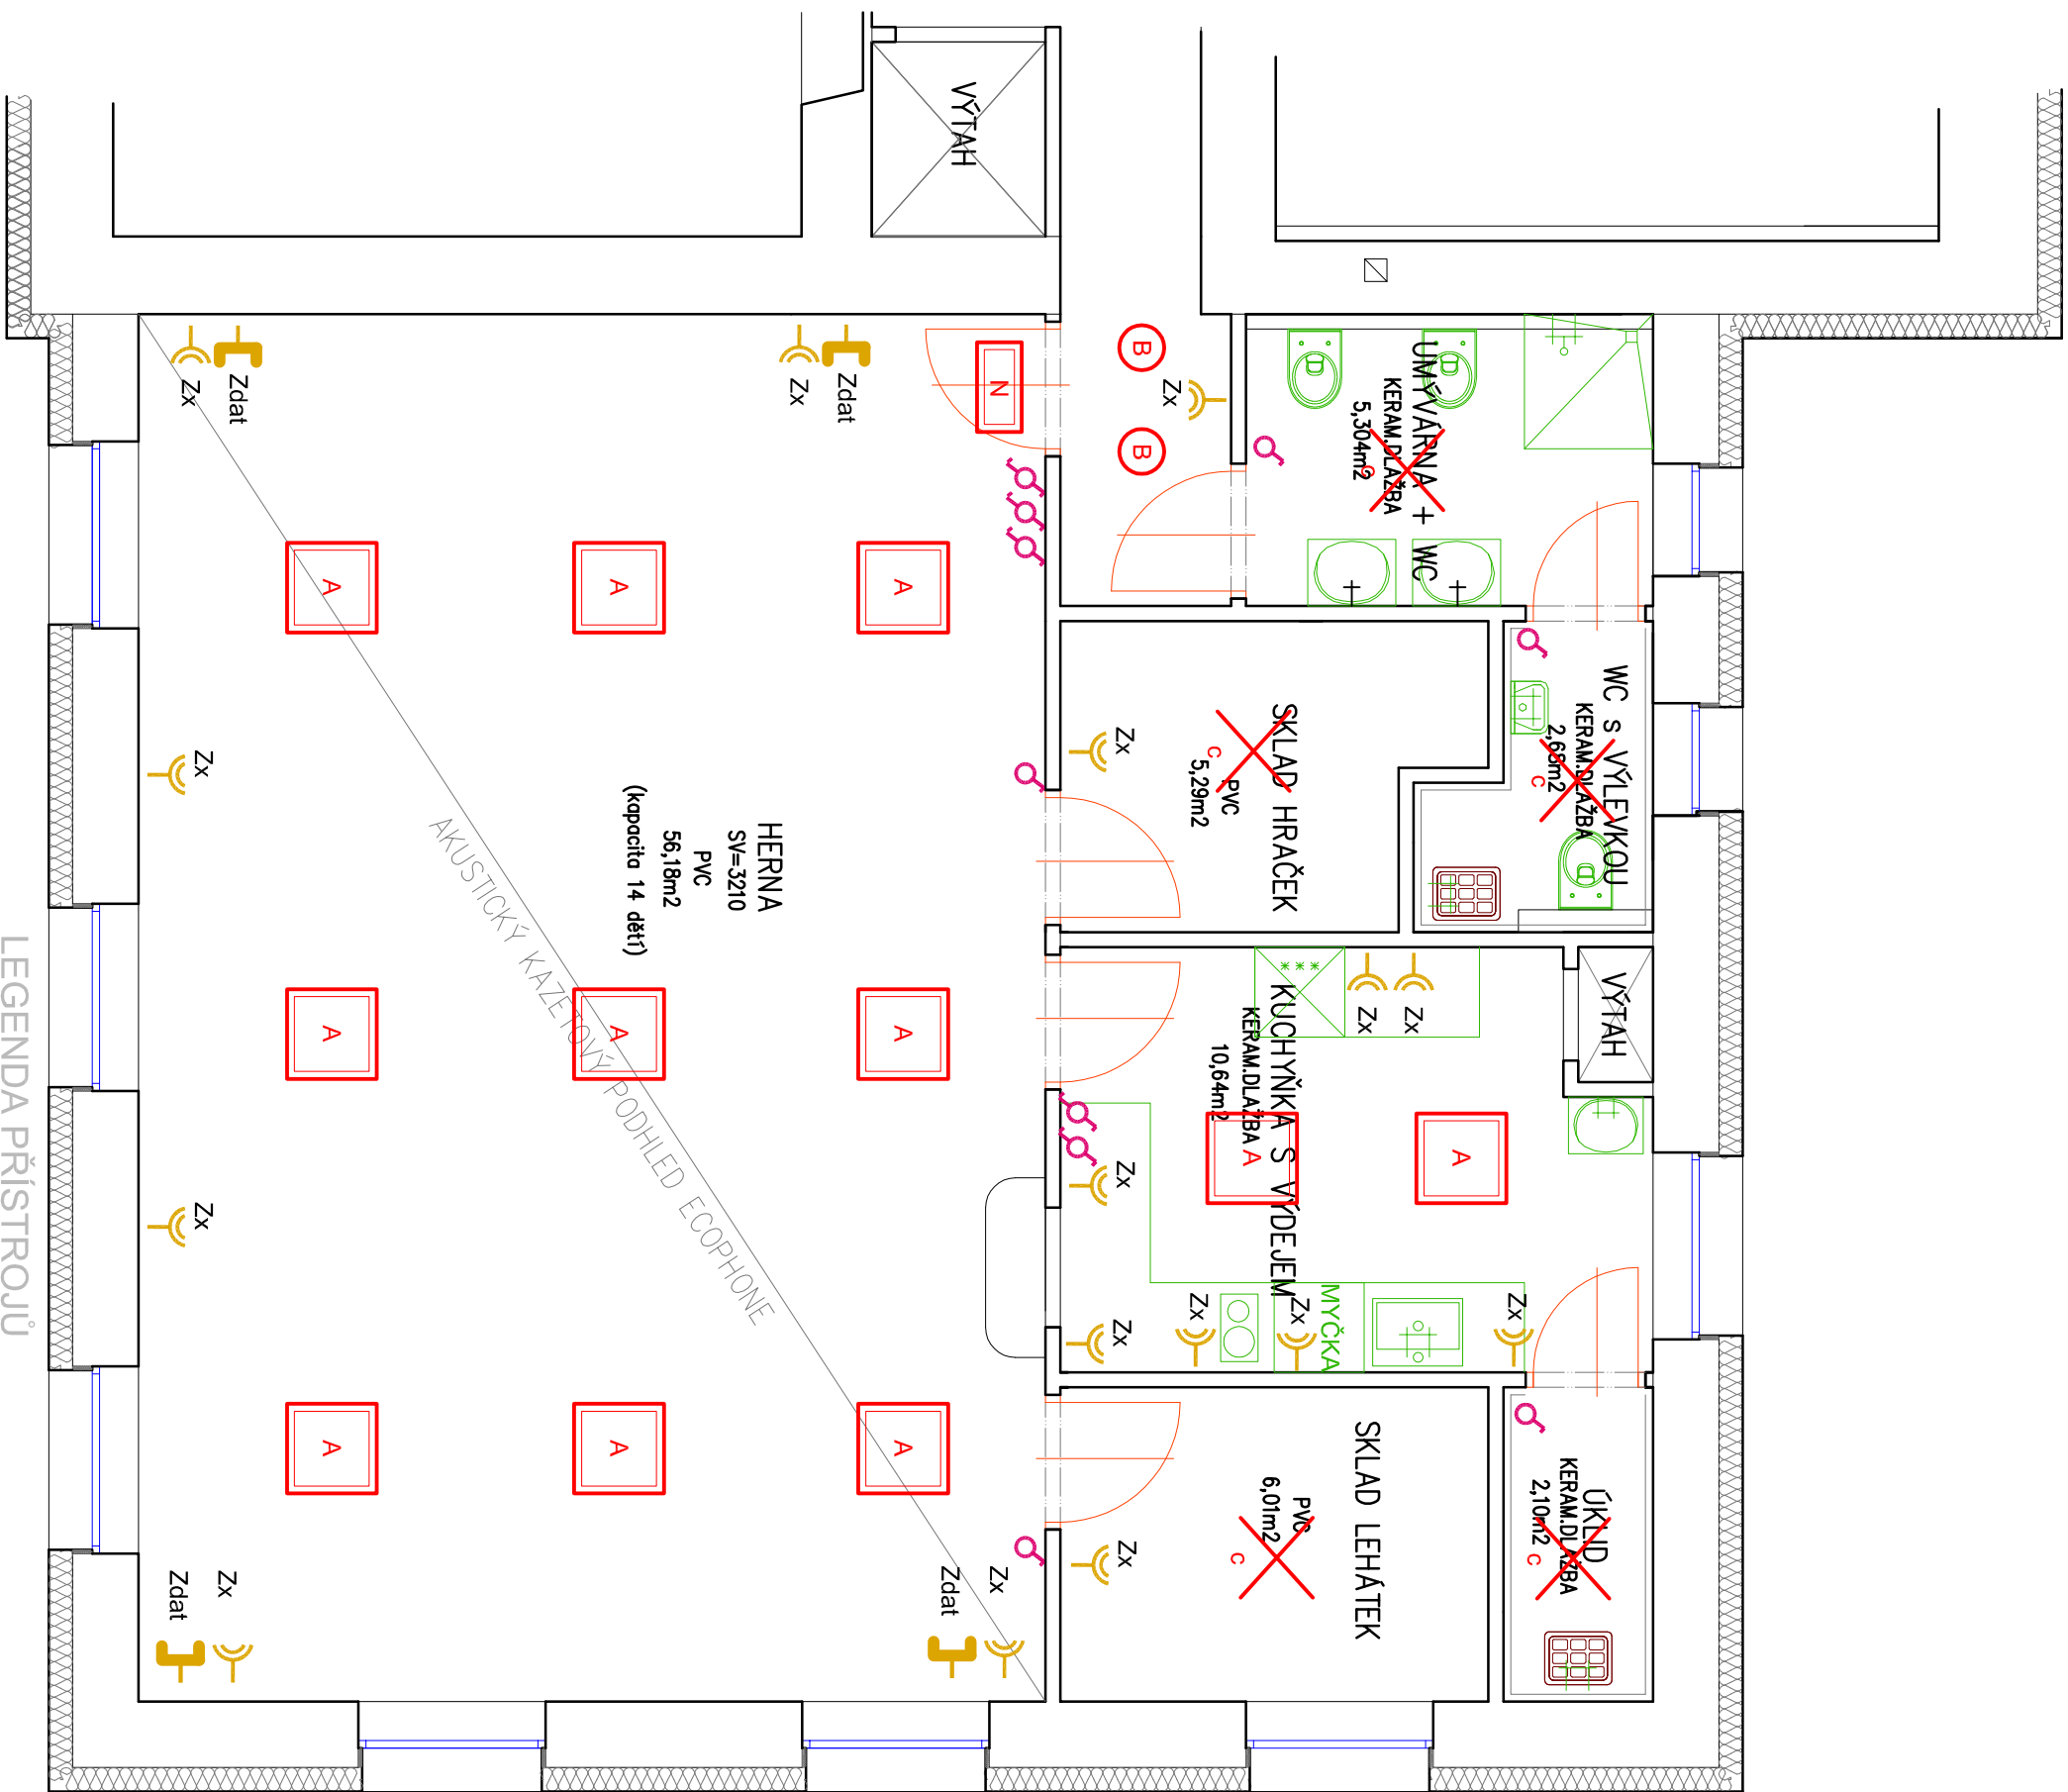 VÝTAH
UMÝVÁRNA + WC
KERAM.DLAŽBA
5,304m2
C
B
B
Zx
N
Zx
Zdat
Zx
Zdat
WC S VÝLEVKOU
KERAM.DLAŽBA
2,68m2
C
SKLAD HRAČEK
PVC
5,29m2
C
Zx
A
A
A
HERNA
SV=3210
PVC
56,18m2
(kapacita 14 dětí)
Zx
AKUSTICKÝ KAZETOVÝ PODHLED ECOPHONE
VÝTAH
KUCHYŇKA S VÝDEJEM
KERAM.DLAŽBA
10,64m2
Zx
Zx
A
A
Zx
Zx
Zx
Zx
Zx
MYČKA
A
A
A
Zx
ÚKLID
KERAM.DLAŽBA
2,10m2
C
SKLAD LEHÁTEK
PVC
6,01m2
C
Zx
A
A
A
Zx
Zdat
Zx
Zdat
LEGENDA PŘÍSTROJŮ